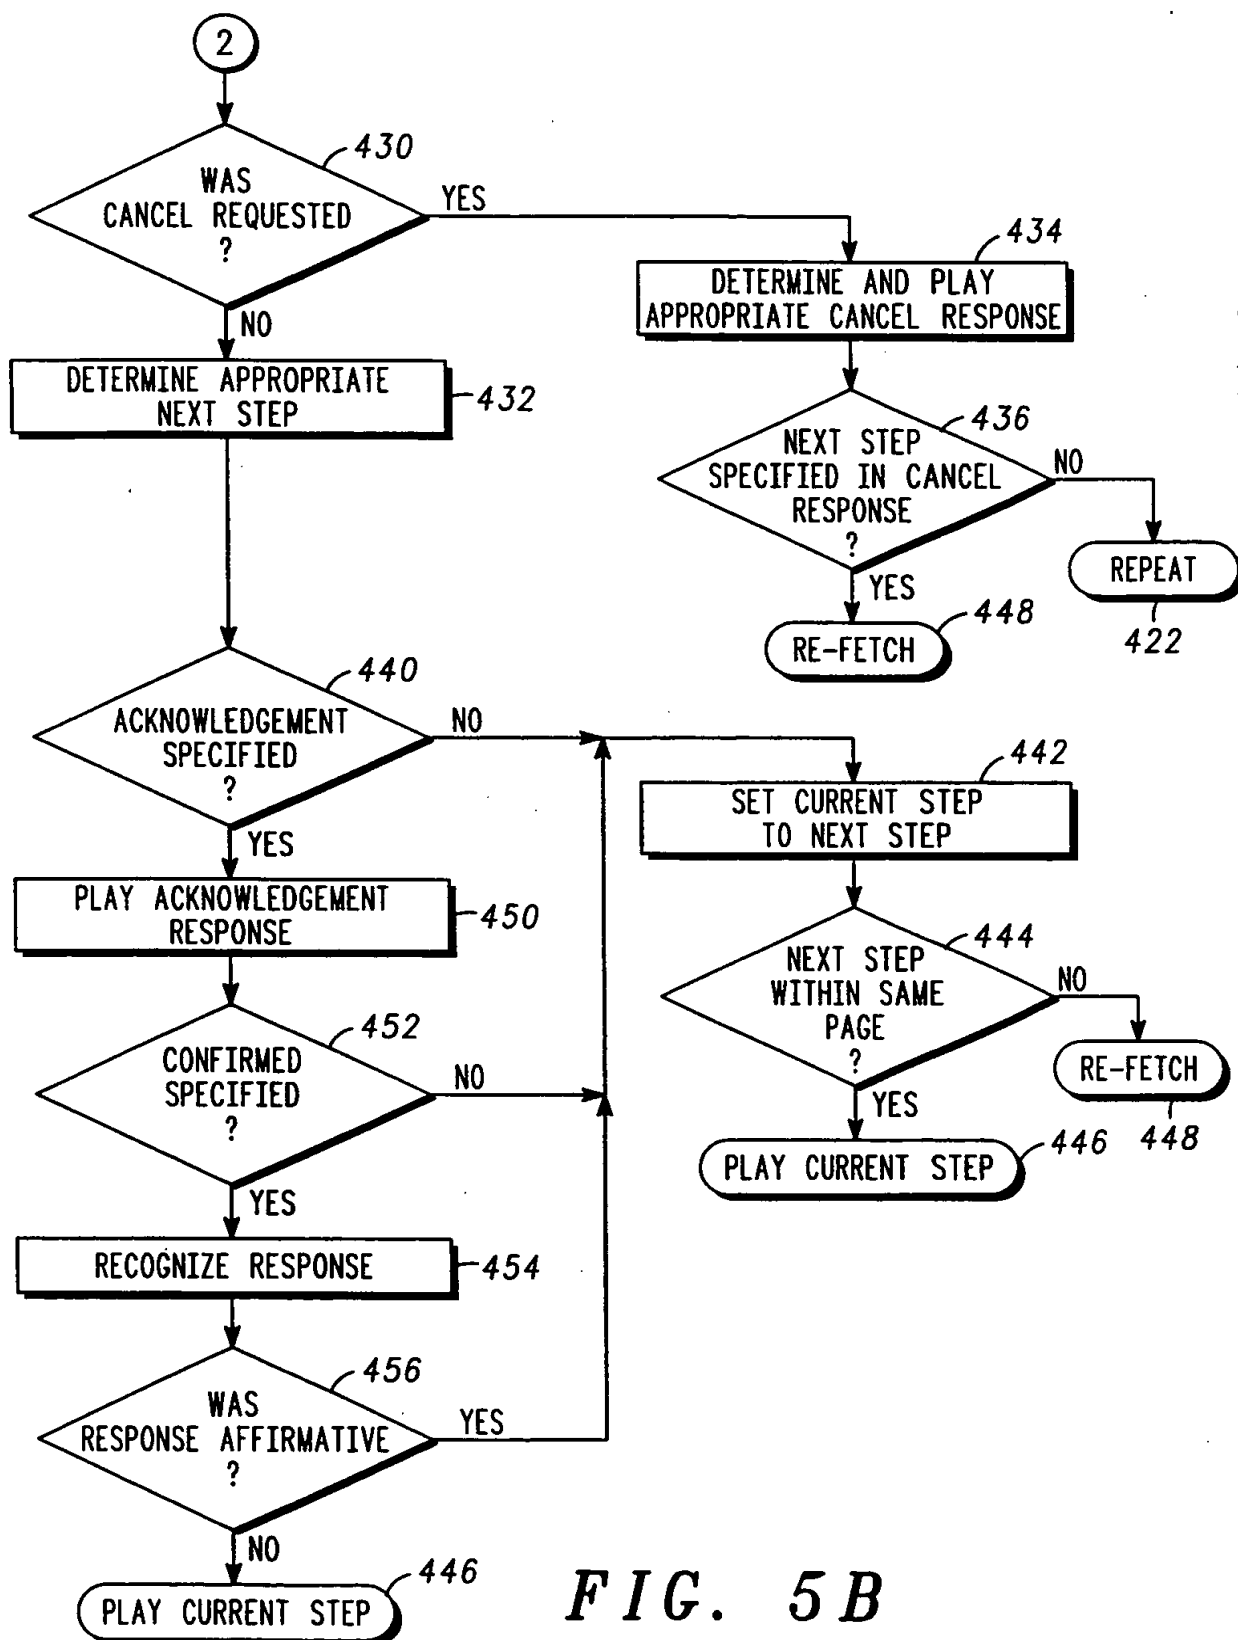 2
430
WAS
CANCEL REQUESTED
?
YES
NO
434
DETERMINE AND PLAY
APPROPRIATE CANCEL RESPONSE
DETERMINE APPROPRIATE
NEXT STEP
432
436
NEXT STEP
SPECIFIED IN CANCEL
RESPONSE
?
NO
YES
REPEAT
422
RE-FETCH
448
440
ACKNOWLEDGEMENT
SPECIFIED
?
NO
YES
442
SET CURRENT STEP
TO NEXT STEP
PLAY ACKNOWLEDGEMENT
RESPONSE
450
444
NEXT STEP
WITHIN SAME
PAGE
?
NO
YES
RE-FETCH
448
PLAY CURRENT STEP
446
452
CONFIRMED
SPECIFIED
?
NO
YES
RECOGNIZE RESPONSE
454
456
WAS
RESPONSE AFFIRMATIVE
?
YES
NO
PLAY CURRENT STEP
446
FIG. 5B